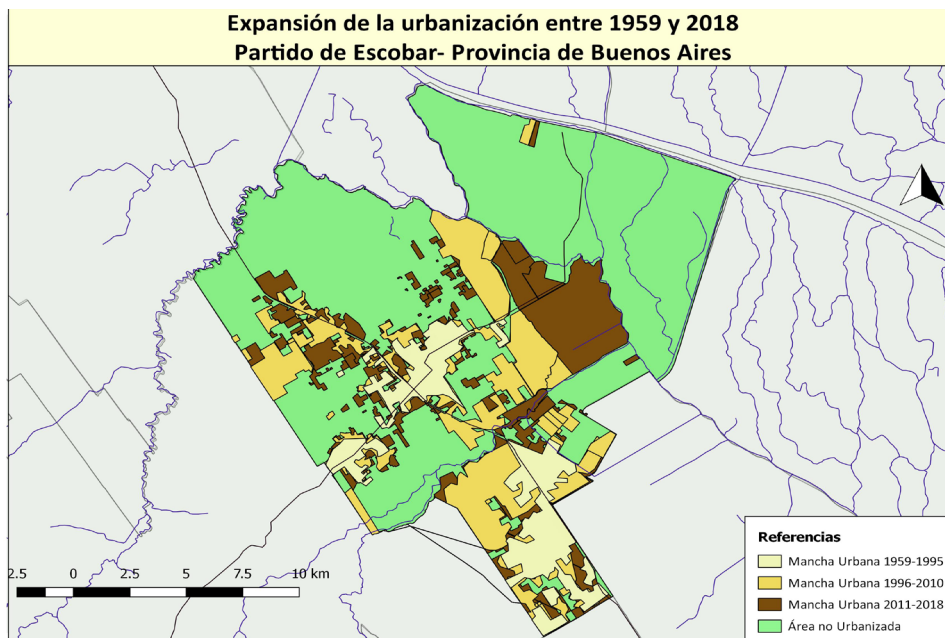 Expansión de la urbanización entre 1959 y 2018
Partido de Escobar- Provincia de Buenos Aires
2.5 0 2.5 5 7.5 10 km
Referencias
Mancha Urbana 1959-1995
Mancha Urbana 1996-2010
Mancha Urbana 2011-2018
Área no Urbanizada